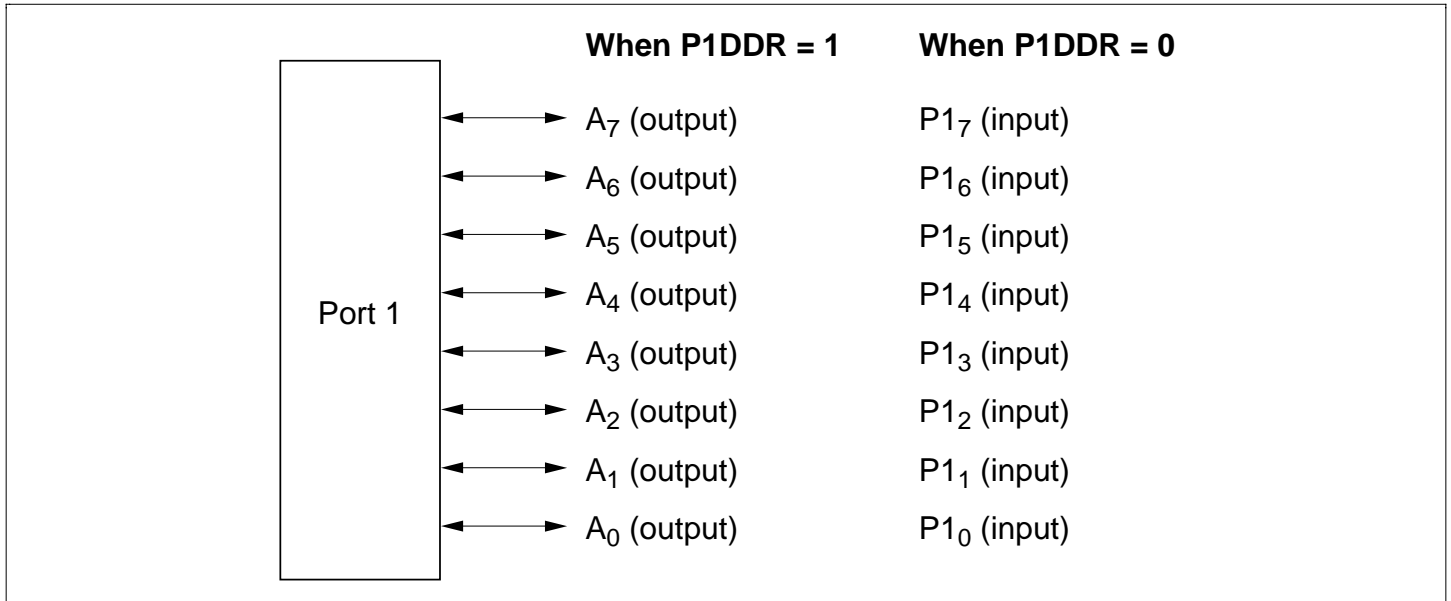 When P1DDR = 1 When P1DDR = 0
A7 (output) P17 (input)
A6 (output) P16 (input)
A5 (output) P15 (input)
A4 (output) P14 (input)
Port 1
A3 (output) P13 (input)
A2 (output) P12 (input)
A1 (output) P11 (input)
A0 (output) P10 (input)